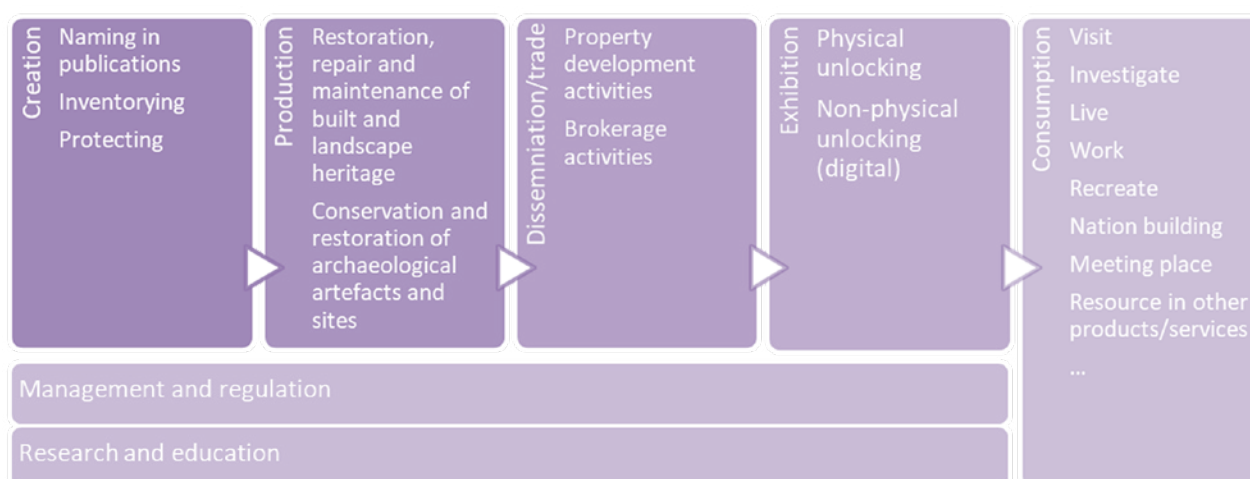 Creation
Naming in
publications
Inventorying
Protecting
Production
Restoration,
repair and
maintenance of
built and
landscape
heritage
Conservation and
restoration of
archaeological
artefacts and
sites
Dissemniation/trade
Property
development
activities
Brokerage
activities
Exhibition
Physical
unlocking
Non-physical
unlocking
(digital)
Consumption
Visit
Investigate
Live
Work
Recreate
Nation building
Meeting place
Resource in other
products/services
...
Management and regulation
Research and education